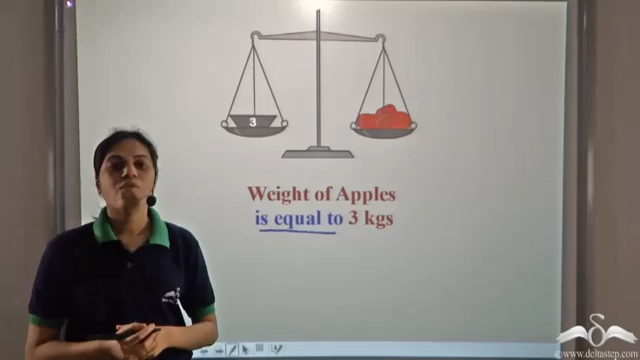 3
Weight of Apples
is equal to 3 kgs
©www.deltastep.com